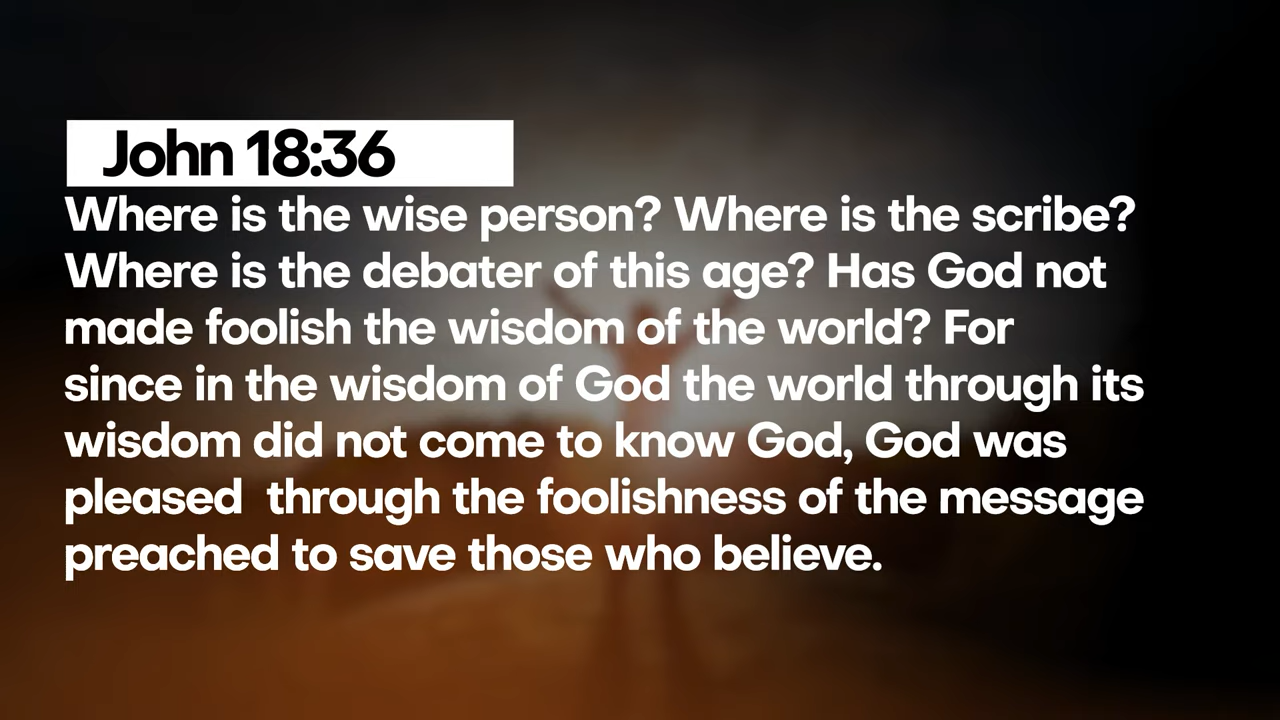 John 18:36
Where is the wise person? Where is the scribe?
Where is the debater of this age? Has God not
made foolish the wisdom of the world? For
since in the wisdom of God the world through its
wisdom did not come to know God, God was
pleased  through the foolishness of the message
preached to save those who believe.